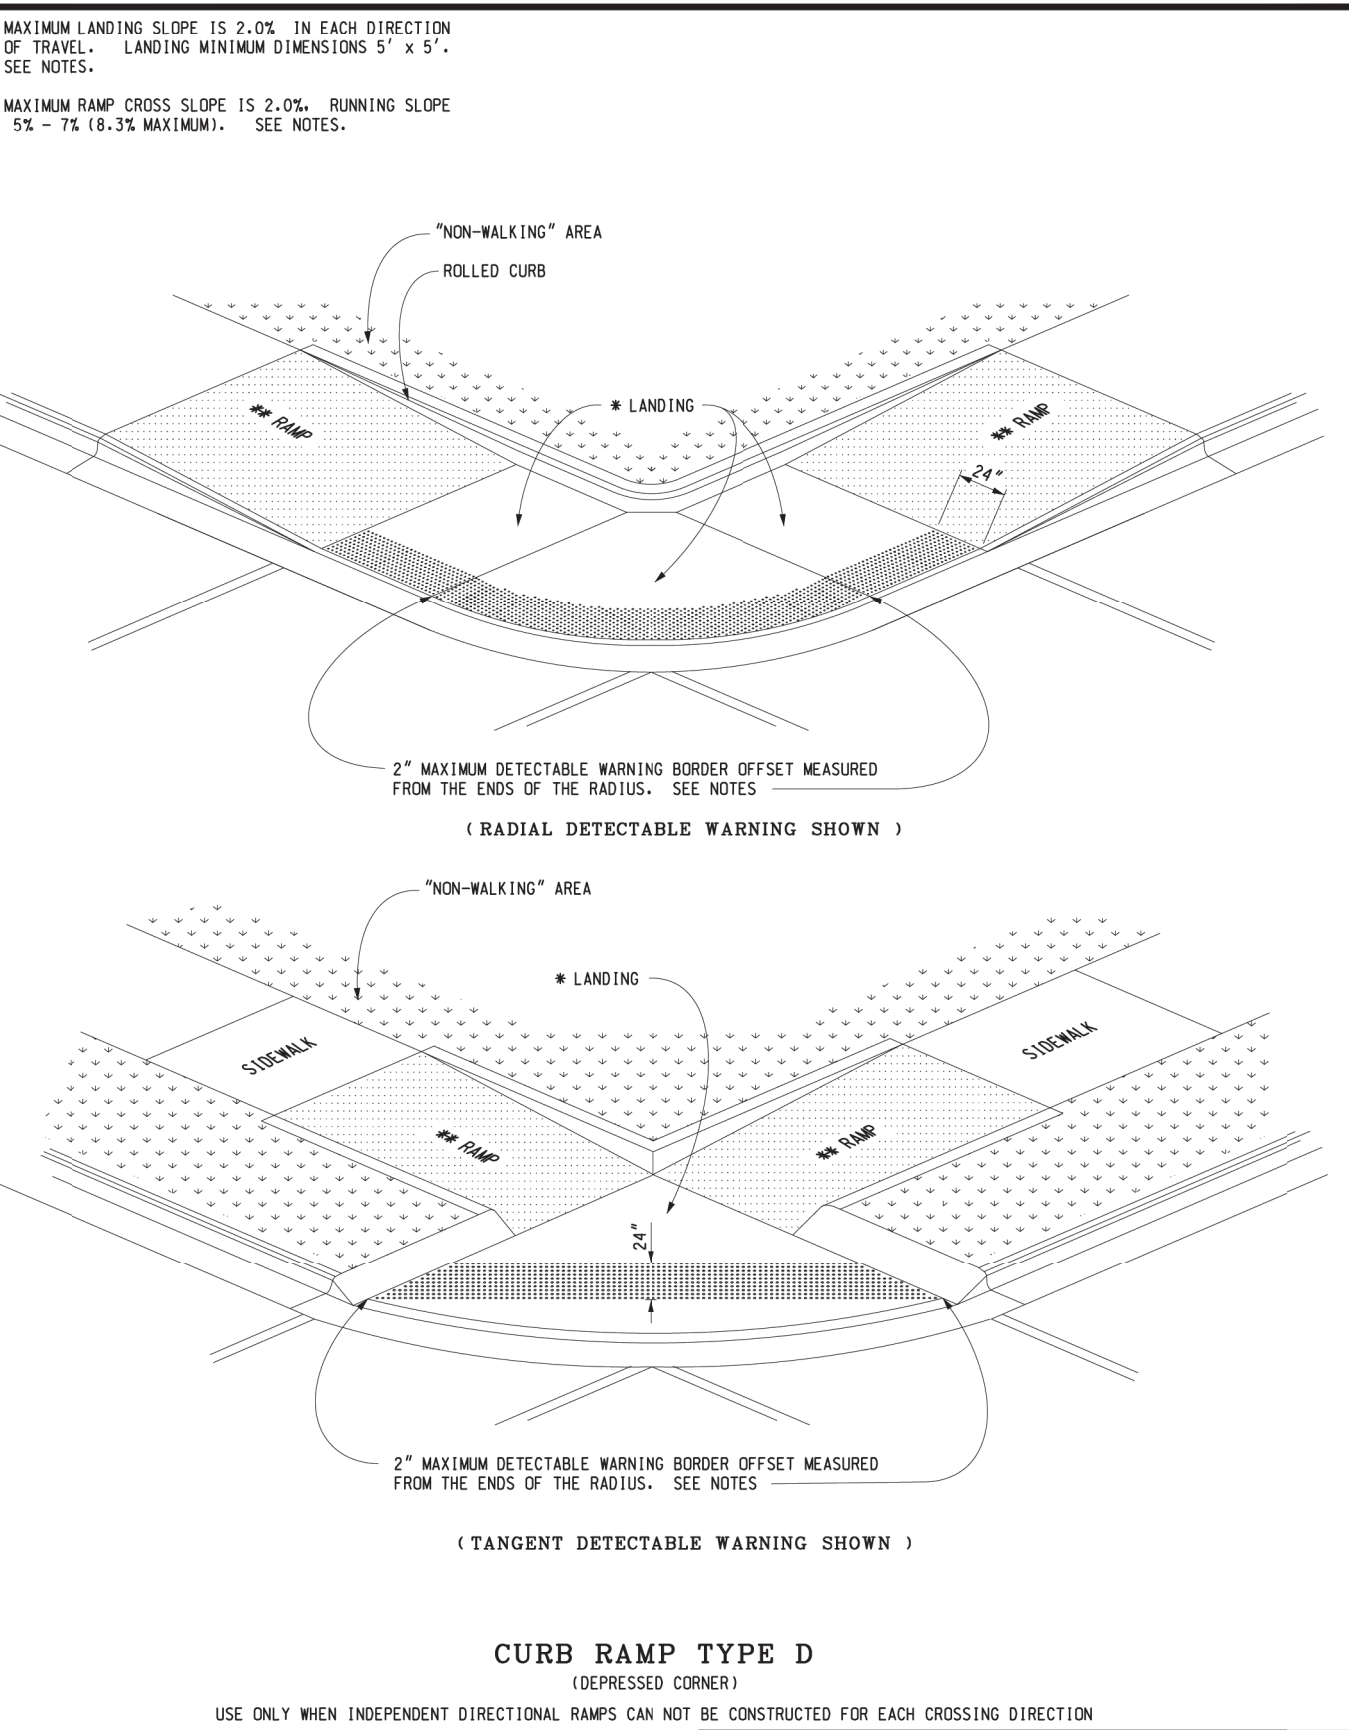 MAXIMUM LANDING SLOPE IS 2.0% IN EACH DIRECTION
OF TRAVEL. LANDING MINIMUM DIMENSIONS 5' x 5'.
SEE NOTES.
MAXIMUM RAMP CROSS SLOPE IS 2.0%. RUNNING SLOPE
5% - 7% (8.3% MAXIMUM). SEE NOTES.
"NON-WALKING" AREA
ROLLED CURB
* LANDING
** RAMP
** RAMP
24"
2" MAXIMUM DETECTABLE WARNING BORDER OFFSET MEASURED
FROM THE ENDS OF THE RADIUS. SEE NOTES
( RADIAL DETECTABLE WARNING SHOWN )
"NON-WALKING" AREA
* LANDING
SIDEWALK
SIDEWALK
** RAMP
** RAMP
24"
2" MAXIMUM DETECTABLE WARNING BORDER OFFSET MEASURED
FROM THE ENDS OF THE RADIUS. SEE NOTES
( TANGENT DETECTABLE WARNING SHOWN )
CURB RAMP TYPE D
(DEPRESSED CORNER)
USE ONLY WHEN INDEPENDENT DIRECTIONAL RAMPS CAN NOT BE CONSTRUCTED FOR EACH CROSSING DIRECTION